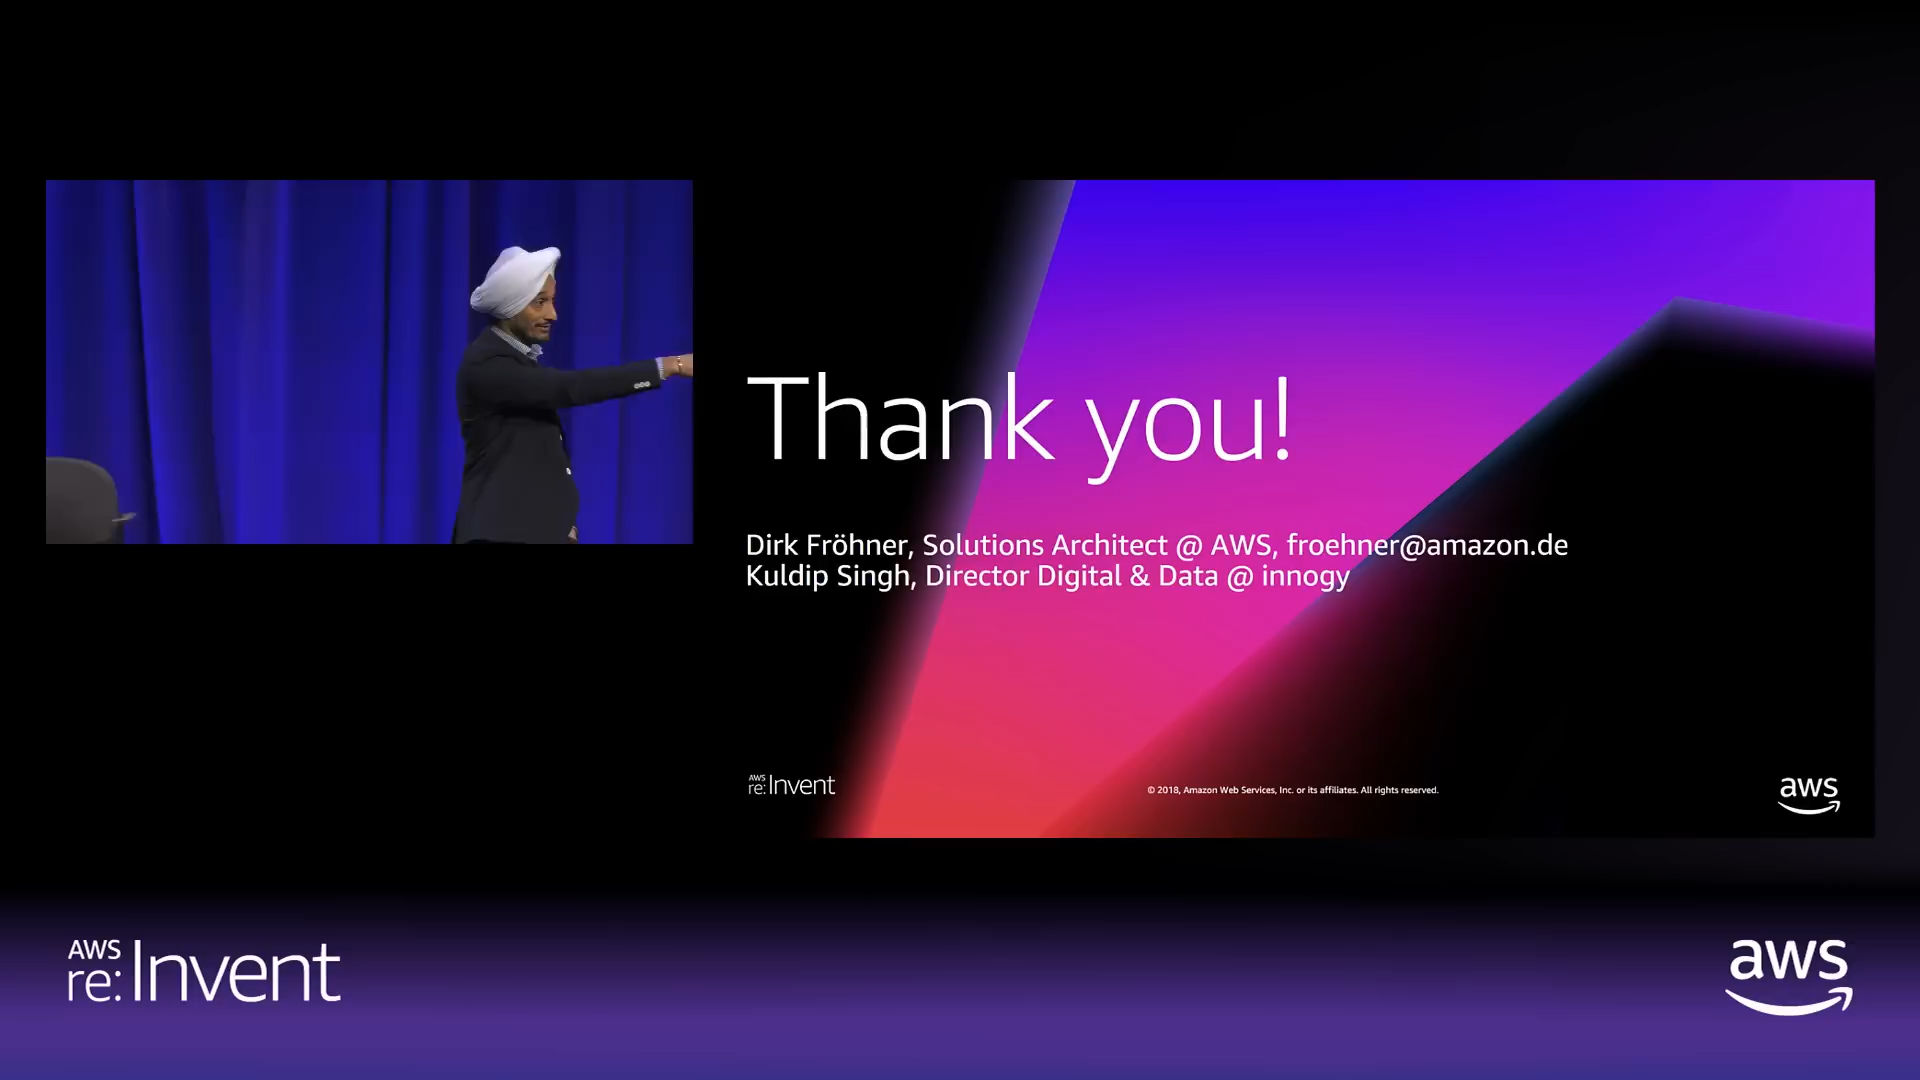 Thank you!
Dirk Fröhner, Solutions Architect @ AWS, froehner@amazon.de
Kuldip Singh, Director Digital & Data @ innogy
AWS
re:Invent
© 2018, Amazon Web Services, Inc. or its affiliates. All rights reserved.
aws
AWS
re:Invent
aws